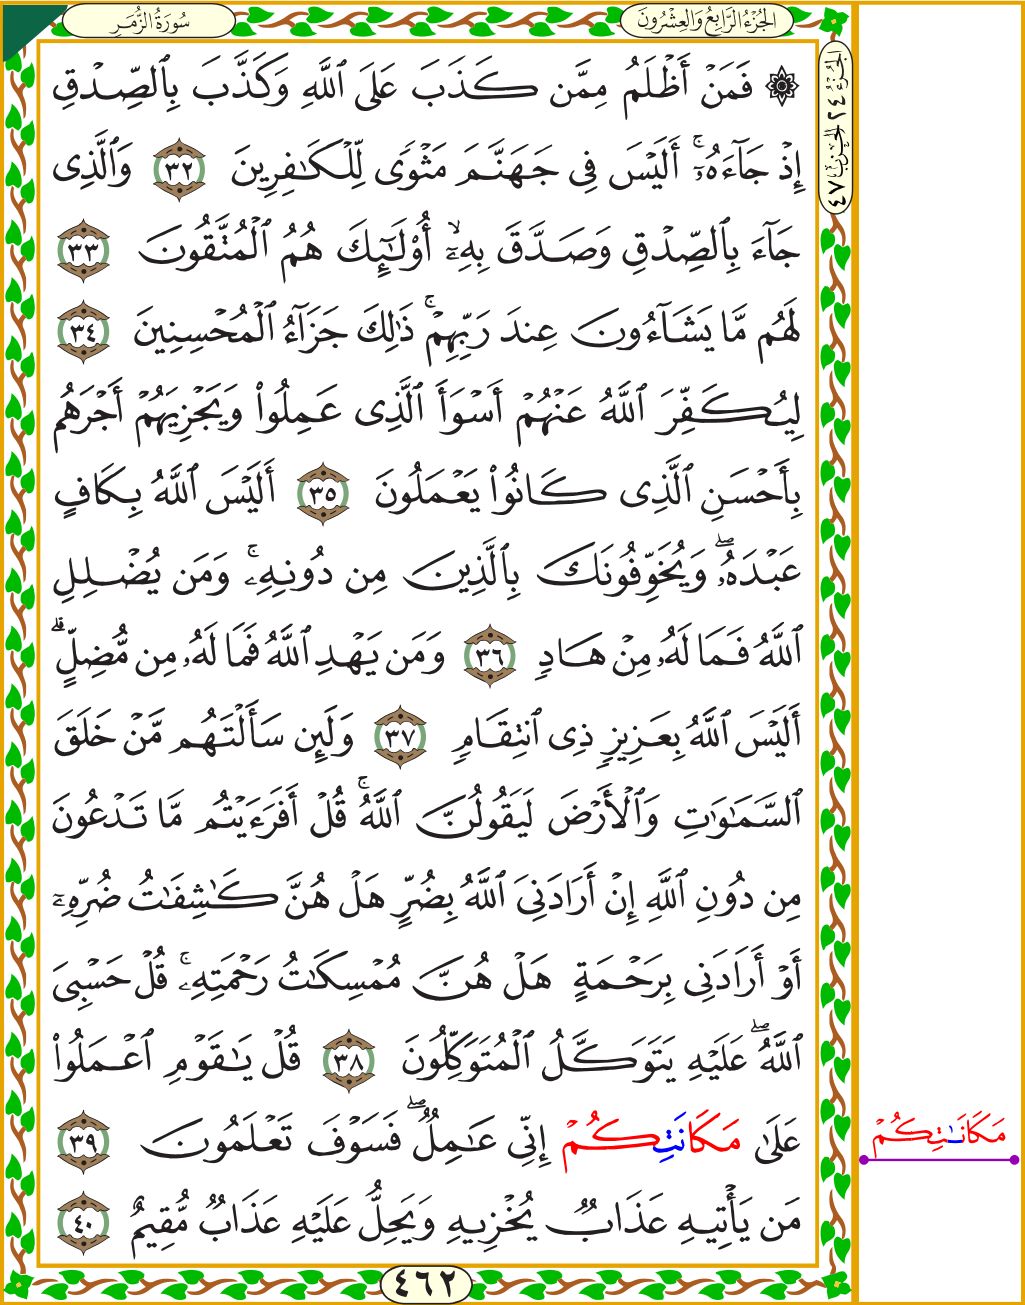 سُورَةُ الزُّمَرِ
الجُزْءُ الرَّابِعُ وَالعِشْرُونَ
الجُزْءُ ٢٤ الحِزْبُ ٤٧
۞ فَمَنْ أَظْلَمُ مِمَّن كَذَبَ عَلَى ٱللَّهِ وَكَذَّبَ بِٱلصِّدْقِ
إِذْ جَآءَهُۥٓۚ أَلَيْسَ فِى جَهَنَّمَ مَثْوًى لِّلْكَـٰفِرِينَ ٣٢ وَٱلَّذِى
جَآءَ بِٱلصِّدْقِ وَصَدَّقَ بِهِۦٓۙ أُو۟لَـٰٓئِكَ هُمُ ٱلْمُتَّقُونَ ٣٣
لَهُم مَّا يَشَآءُونَ عِندَ رَبِّهِمْۚ ذَٰلِكَ جَزَآءُ ٱلْمُحْسِنِينَ ٣٤
لِيُكَفِّرَ ٱللَّهُ عَنْهُمْ أَسْوَأَ ٱلَّذِى عَمِلُوا۟ وَيَجْزِيَهُمْ أَجْرَهُم
بِأَحْسَنِ ٱلَّذِى كَانُوا۟ يَعْمَلُونَ ٣٥ أَلَيْسَ ٱللَّهُ بِكَافٍ
عَبْدَهُۥۖ وَيُخَوِّفُونَكَ بِٱلَّذِينَ مِن دُونِهِۦۚ وَمَن يُضْلِلِ
ٱللَّهُ فَمَا لَهُۥ مِنْ هَادٍ ٣٦ وَمَن يَهْدِ ٱللَّهُ فَمَا لَهُۥ مِن مُّضِلٍّۗ
أَلَيْسَ ٱللَّهُ بِعَزِيزٍ ذِى ٱنتِقَامٍ ٣٧ وَلَئِن سَأَلْتَهُم مَّنْ خَلَقَ
ٱلسَّمَـٰوَٰتِ وَٱلْأَرْضَ لَيَقُولُنَّ ٱللَّهُۚ قُلْ أَفَرَءَيْتُم مَّا تَدْعُونَ
مِن دُونِ ٱللَّهِ إِنْ أَرَادَنِىَ ٱللَّهُ بِضُرٍّ هَلْ هُنَّ كَـٰشِفَـٰتُ ضُرِّهِۦٓ
أَوْ أَرَادَنِى بِرَحْمَةٍ هَلْ هُنَّ مُمْسِكَـٰتُ رَحْمَتِهِۦۚ قُلْ حَسْبِىَ
ٱللَّهُۖ عَلَيْهِ يَتَوَكَّلُ ٱلْمُتَوَكِّلُونَ ٣٨ قُلْ يَـٰقَوْمِ ٱعْمَلُوا۟
عَلَىٰ مَكَانَتِكُمْ إِنِّى عَـٰمِلٌۖ فَسَوْفَ تَعْلَمُونَ ٣٩
مَن يَأْتِيهِ عَذَابٌ يُخْزِيهِ وَيَحِلُّ عَلَيْهِ عَذَابٌ مُّقِيمٌ ٤٠
مَكَانَـٰتِكُمْ
٤٦٢